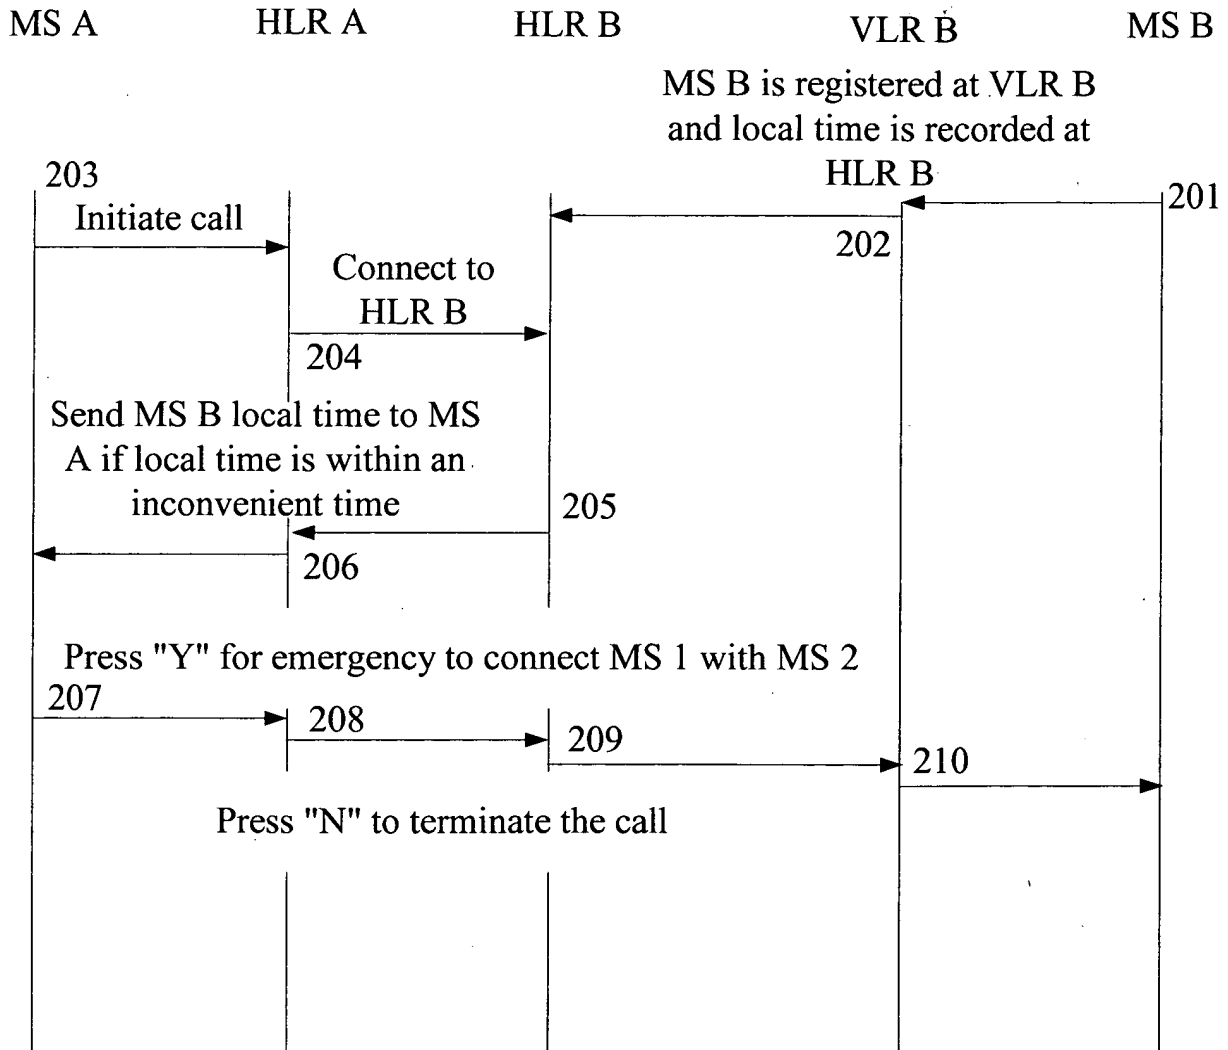 MS A HLR A HLR B VLR B MS B
MS B is registered at VLR B
and local time is recorded at
HLR B
203
201
Initiate call
202
Connect to
HLR B
204
Send MS B local time to MS
A if local time is within an
inconvenient time
205
206
Press "Y" for emergency to connect MS 1 with MS 2
207
208
209
210
Press "N" to terminate the call